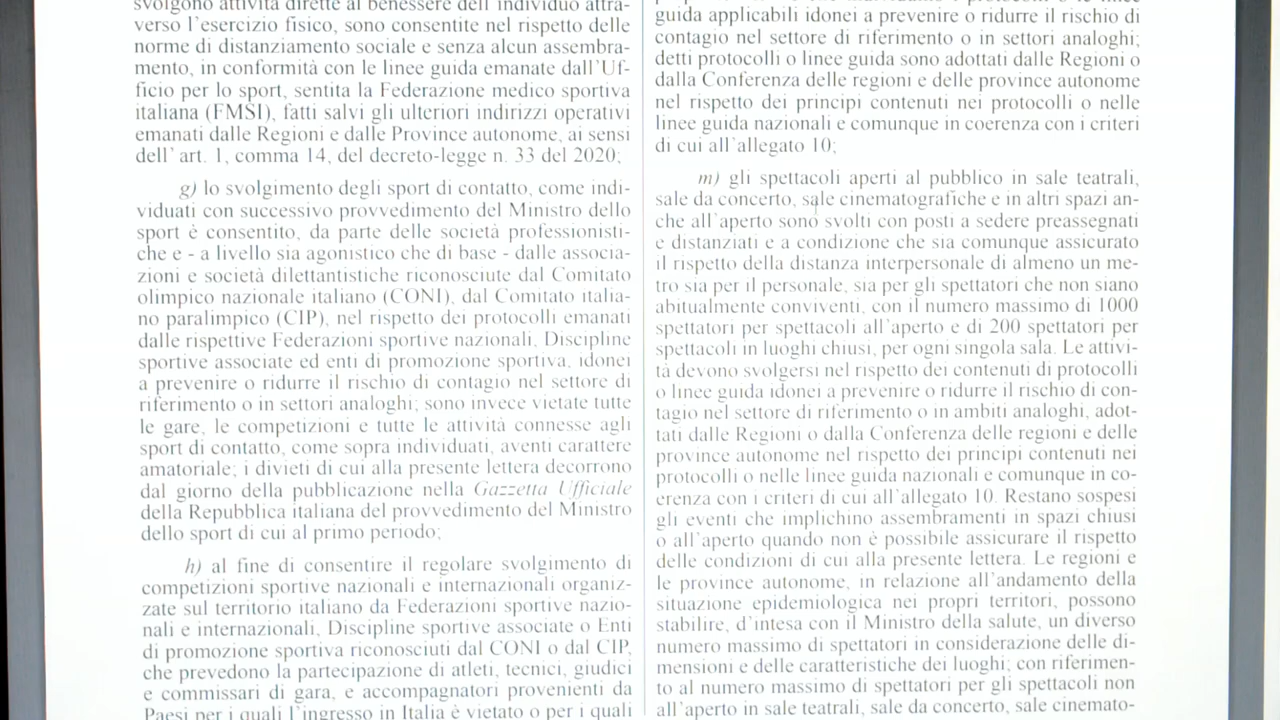 svolgono attività dirette al benessere dell'individuo attra-
verso l'esercizio fisico, sono consentite nel rispetto delle
norme di distanziamento sociale e senza alcun assembra-
mento, in conformità con le linee guida emanate dall'Uf-
ficio per lo sport, sentita la Federazione medico sportiva
italiana (FMSI), fatti salvi gli ulteriori indirizzi operativi
emanati dalle Regioni e dalle Province autonome, ai sensi
dell'art. 1, comma 14, del decreto-legge n. 33 del 2020;
g) lo svolgimento degli sport di contatto, come indi-
viduati con successivo provvedimento del Ministro dello
sport è consentito, da parte delle società professionisti-
che e - a livello sia agonistico che di base - dalle associa-
zioni e società dilettantistiche riconosciute dal Comitato
olimpico nazionale italiano (CONI), dal Comitato italia-
no paralimpico (CIP), nel rispetto dei protocolli emanati
dalle rispettive Federazioni sportive nazionali, Discipline
sportive associate ed enti di promozione sportiva, idonei
a prevenire o ridurre il rischio di contagio nel settore di
riferimento o in settori analoghi; sono invece vietate tutte
le gare, le competizioni e tutte le attività connesse agli
sport di contatto, come sopra individuati, aventi carattere
amatoriale; i divieti di cui alla presente lettera decorrono
dal giorno della pubblicazione nella Gazzetta Ufficiale
della Repubblica italiana del provvedimento del Ministro
dello sport di cui al primo periodo;
h) al fine di consentire il regolare svolgimento di
competizioni sportive nazionali e internazionali organiz-
zate sul territorio italiano da Federazioni sportive nazio-
nali e internazionali, Discipline sportive associate o Enti
di promozione sportiva riconosciuti dal CONI o dal CIP,
che prevedono la partecipazione di atleti, tecnici, giudici
e commissari di gara, e accompagnatori provenienti da
Paesi per i quali l'ingresso in Italia è vietato o per i quali
guida applicabili idonei a prevenire o ridurre il rischio di
contagio nel settore di riferimento o in settori analoghi;
detti protocolli o linee guida sono adottati dalle Regioni o
dalla Conferenza delle regioni e delle province autonome
nel rispetto dei principi contenuti nei protocolli o nelle
linee guida nazionali e comunque in coerenza con i criteri
di cui all'allegato 10;
m) gli spettacoli aperti al pubblico in sale teatrali,
sale da concerto, sale cinematografiche e in altri spazi an-
che all'aperto sono svolti con posti a sedere preassegnati
e distanziati e a condizione che sia comunque assicurato
il rispetto della distanza interpersonale di almeno un me-
tro sia per il personale, sia per gli spettatori che non siano
abitualmente conviventi, con il numero massimo di 1000
spettatori per spettacoli all'aperto e di 200 spettatori per
spettacoli in luoghi chiusi, per ogni singola sala. Le attivi-
tà devono svolgersi nel rispetto dei contenuti di protocolli
o linee guida idonei a prevenire o ridurre il rischio di con-
tagio nel settore di riferimento o in ambiti analoghi, adot-
tati dalle Regioni o dalla Conferenza delle regioni e delle
province autonome nel rispetto dei principi contenuti nei
protocolli o nelle linee guida nazionali e comunque in co-
erenza con i criteri di cui all'allegato 10. Restano sospesi
gli eventi che implichino assembramenti in spazi chiusi
o all'aperto quando non è possibile assicurare il rispetto
delle condizioni di cui alla presente lettera. Le regioni e
le province autonome, in relazione all'andamento della
situazione epidemiologica nei propri territori, possono
stabilire, d'intesa con il Ministro della salute, un diverso
numero massimo di spettatori in considerazione delle di-
mensioni e delle caratteristiche dei luoghi; con riferimen-
to al numero massimo di spettatori per gli spettacoli non
all'aperto in sale teatrali, sale da concerto, sale cinemato-